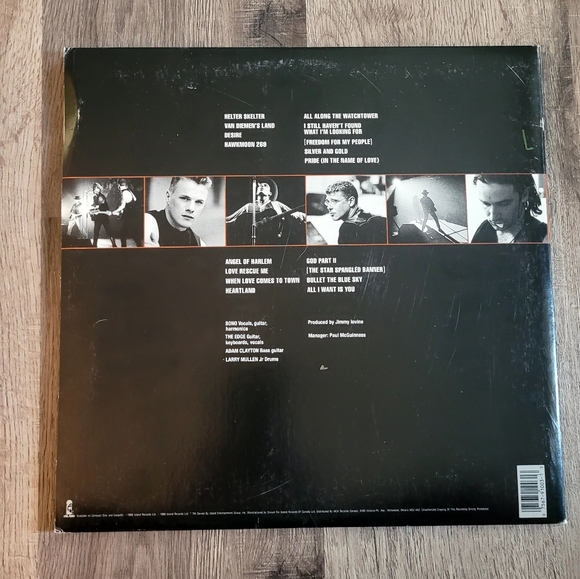 HELTER SKELTER
VAN DIEMEN'S LAND
DESIRE
HAWKMOON 269
ALL ALONG THE WATCHTOWER
I STILL HAVEN'T FOUND
WHAT I'M LOOKING FOR
[FREEDOM FOR MY PEOPLE]
SILVER AND GOLD
PRIDE (IN THE NAME OF LOVE)
ANGEL OF HARLEM
LOVE RESCUE ME
WHEN LOVE COMES TO TOWN
HEARTLAND
GOD PART II
[THE STAR SPANGLED BANNER]
BULLET THE BLUE SKY
ALL I WANT IS YOU
BONO Vocals, guitar,
harmonica
THE EDGE Guitar,
keyboards, vocals
ADAM CLAYTON Bass guitar
LARRY MULLEN Jr Drums
Produced by Jimmy Iovine
Manager: Paul McGuinness